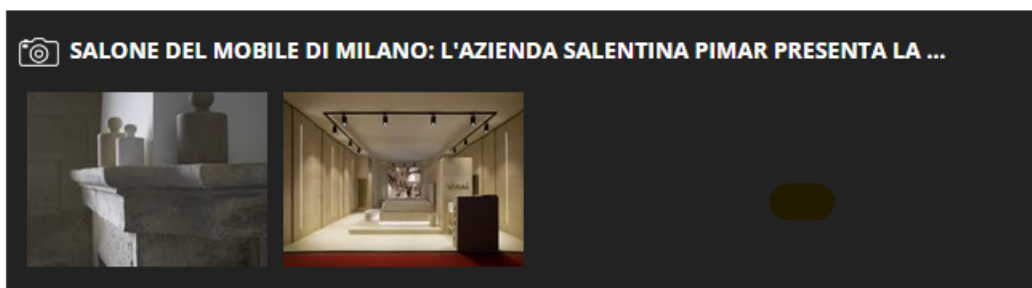 SALONE DEL MOBILE DI MILANO: L'AZIENDA SALENTINA PIMAR PRESENTA LA ...